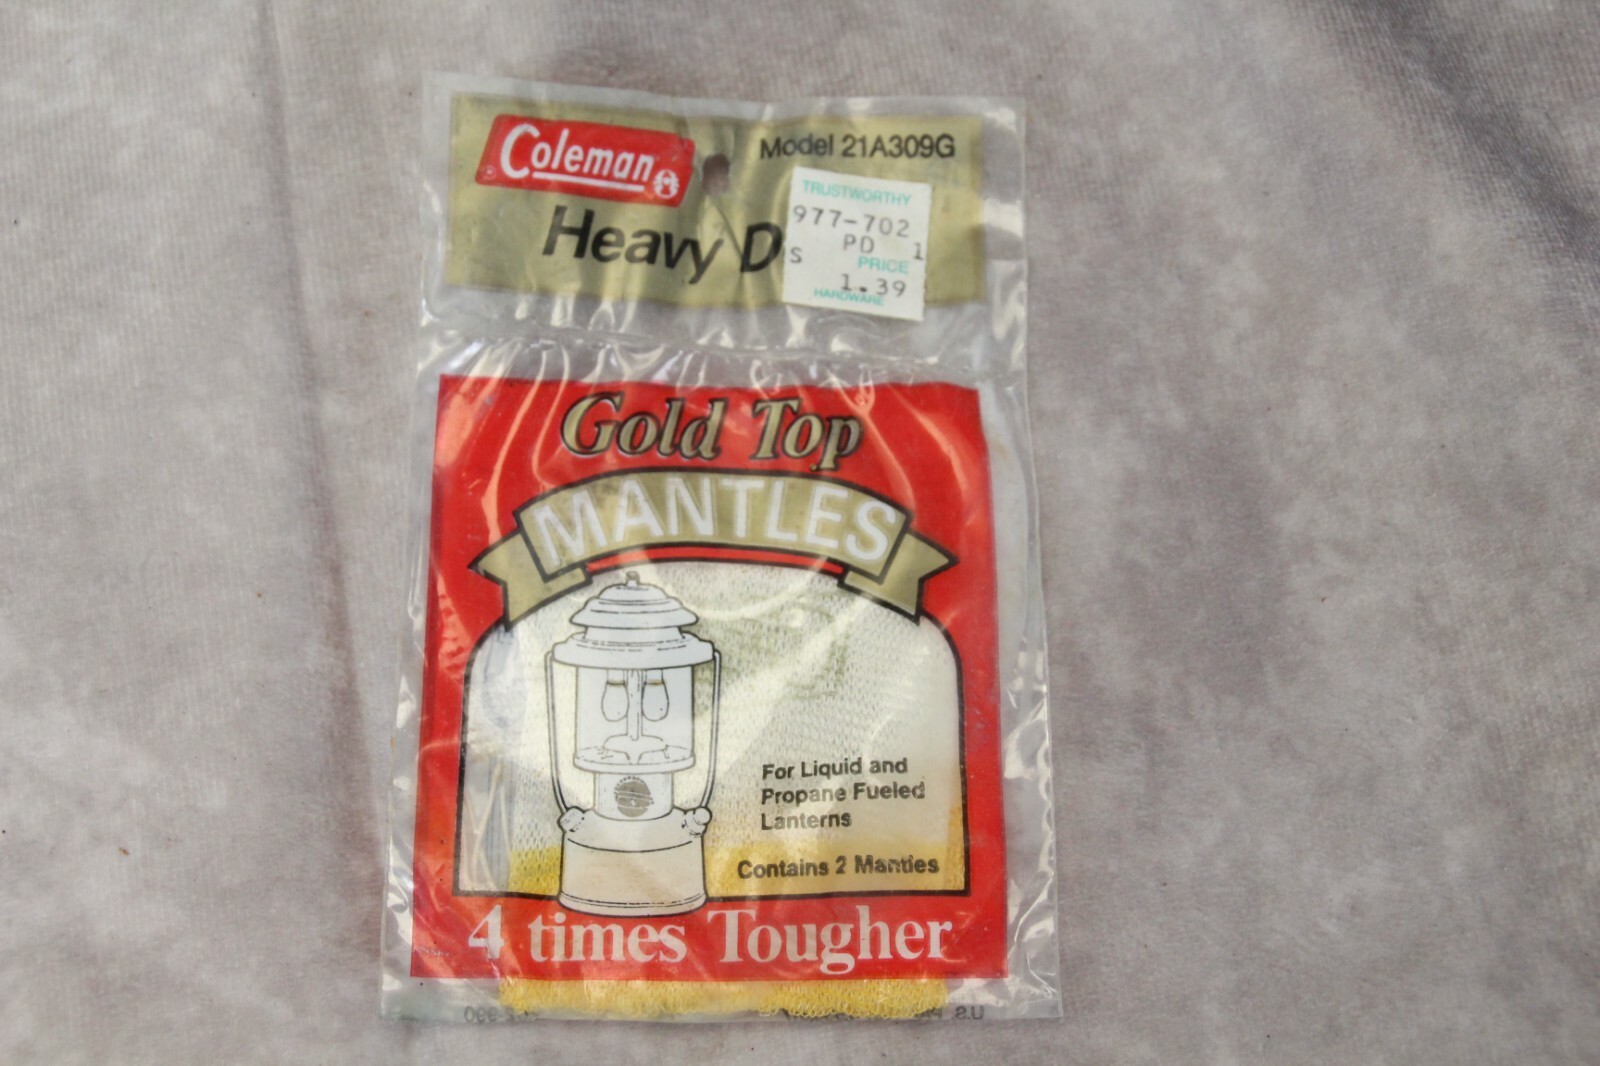 Coleman
Model 21A309G
Heavy D
TRUSTWORTHY
977-702
PD 1
S PRICE
1.39
HARDWARE
Gold Top
MANTLES
For Liquid and
Propane Fueled
Lanterns
Contains 2 Mantles
4 times Tougher
U.S.